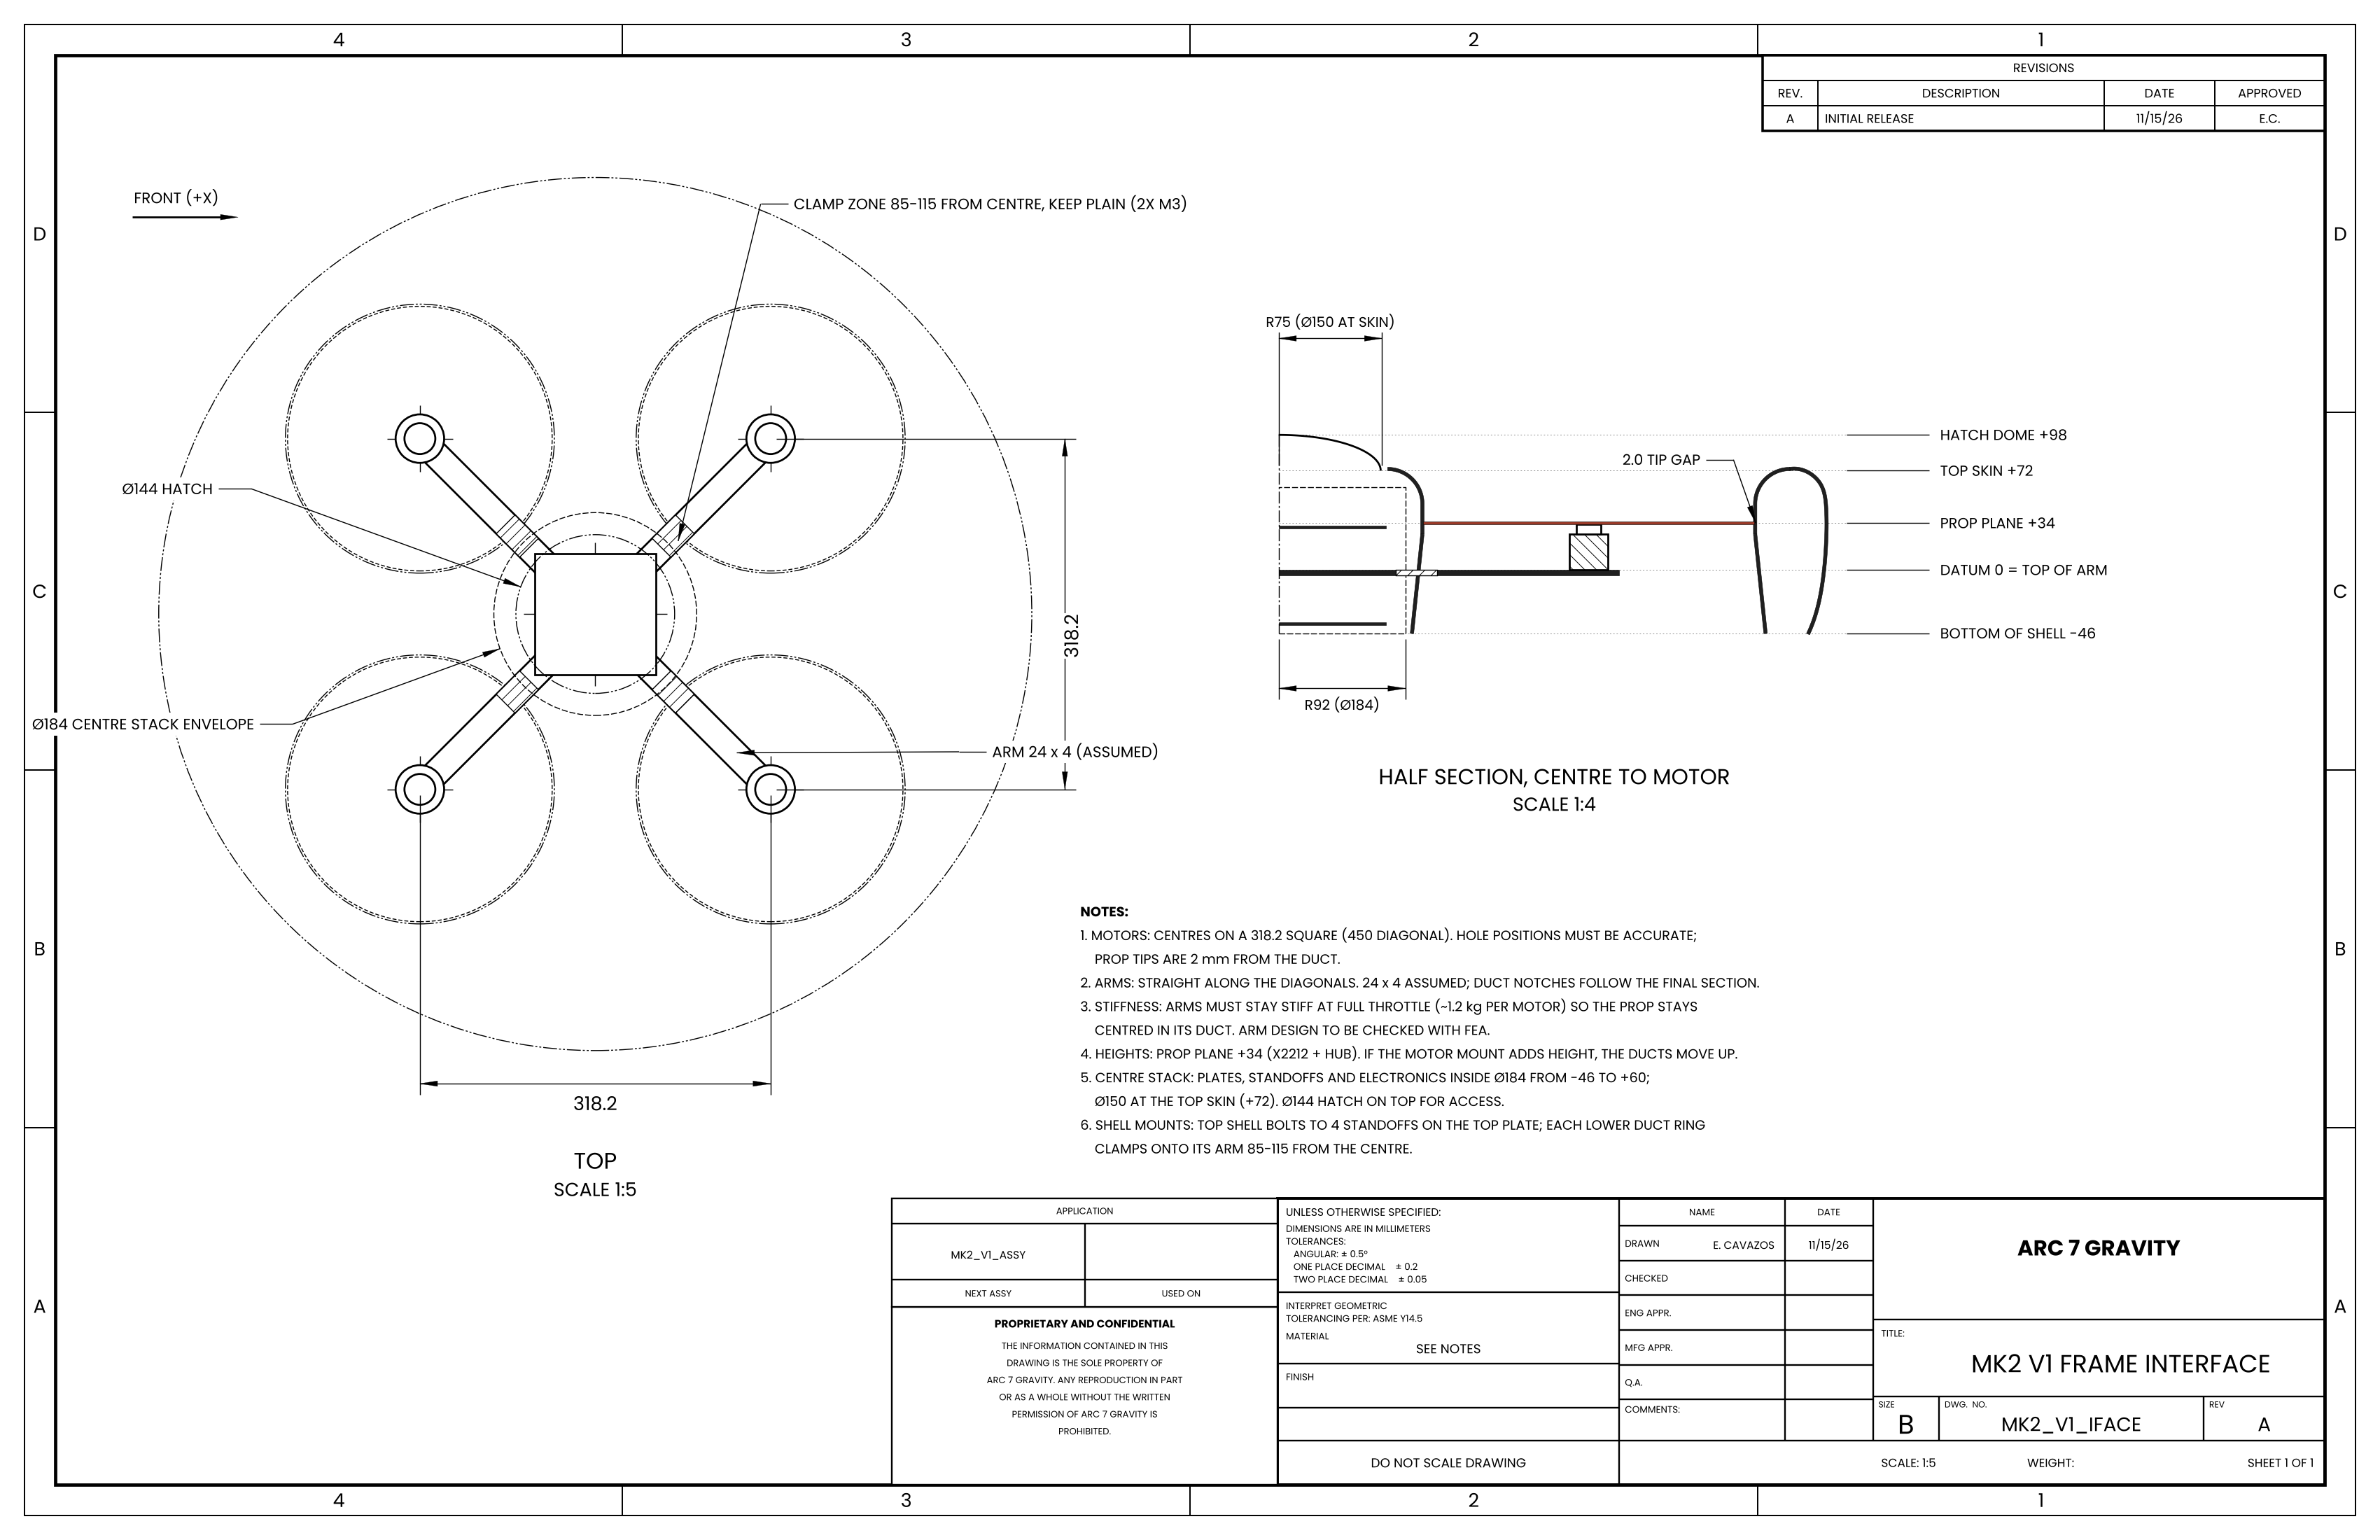 4
3
2
1
D
D
C
C
B
B
A
A
REVISIONS
REV.
DESCRIPTION
DATE
APPROVED
A
INITIAL RELEASE
11/15/26
E.C.
FRONT (+X)
CLAMP ZONE 85-115 FROM CENTRE, KEEP PLAIN (2X M3)
Ø144 HATCH
Ø184 CENTRE STACK ENVELOPE
318.2
ARM 24 x 4 (ASSUMED)
318.2
TOP
SCALE 1:5
R75 (Ø150 AT SKIN)
2.0 TIP GAP
HATCH DOME +98
TOP SKIN +72
PROP PLANE +34
DATUM 0 = TOP OF ARM
BOTTOM OF SHELL -46
R92 (Ø184)
HALF SECTION, CENTRE TO MOTOR
SCALE 1:4
NOTES:
1. MOTORS: CENTRES ON A 318.2 SQUARE (450 DIAGONAL). HOLE POSITIONS MUST BE ACCURATE;
PROP TIPS ARE 2 mm FROM THE DUCT.
2. ARMS: STRAIGHT ALONG THE DIAGONALS. 24 x 4 ASSUMED; DUCT NOTCHES FOLLOW THE FINAL SECTION.
3. STIFFNESS: ARMS MUST STAY STIFF AT FULL THROTTLE (~1.2 kg PER MOTOR) SO THE PROP STAYS
CENTRED IN ITS DUCT. ARM DESIGN TO BE CHECKED WITH FEA.
4. HEIGHTS: PROP PLANE +34 (X2212 + HUB). IF THE MOTOR MOUNT ADDS HEIGHT, THE DUCTS MOVE UP.
5. CENTRE STACK: PLATES, STANDOFFS AND ELECTRONICS INSIDE Ø184 FROM -46 TO +60;
Ø150 AT THE TOP SKIN (+72). Ø144 HATCH ON TOP FOR ACCESS.
6. SHELL MOUNTS: TOP SHELL BOLTS TO 4 STANDOFFS ON THE TOP PLATE; EACH LOWER DUCT RING
CLAMPS ONTO ITS ARM 85-115 FROM THE CENTRE.
APPLICATION
MK2_V1_ASSY
NEXT ASSY
USED ON
PROPRIETARY AND CONFIDENTIAL
THE INFORMATION CONTAINED IN THIS
DRAWING IS THE SOLE PROPERTY OF
ARC 7 GRAVITY. ANY REPRODUCTION IN PART
OR AS A WHOLE WITHOUT THE WRITTEN
PERMISSION OF ARC 7 GRAVITY IS
PROHIBITED.
UNLESS OTHERWISE SPECIFIED:
DIMENSIONS ARE IN MILLIMETERS
TOLERANCES:
ANGULAR: ± 0.5°
ONE PLACE DECIMAL ± 0.2
TWO PLACE DECIMAL ± 0.05
INTERPRET GEOMETRIC
TOLERANCING PER: ASME Y14.5
MATERIAL
SEE NOTES
FINISH
DO NOT SCALE DRAWING
NAME
DATE
DRAWN
E. CAVAZOS
11/15/26
CHECKED
ENG APPR.
MFG APPR.
Q.A.
COMMENTS:
ARC 7 GRAVITY
TITLE:
MK2 V1 FRAME INTERFACE
SIZE
B
DWG. NO.
MK2_V1_IFACE
REV
A
SCALE: 1:5
WEIGHT:
SHEET 1 OF 1
4
3
2
1